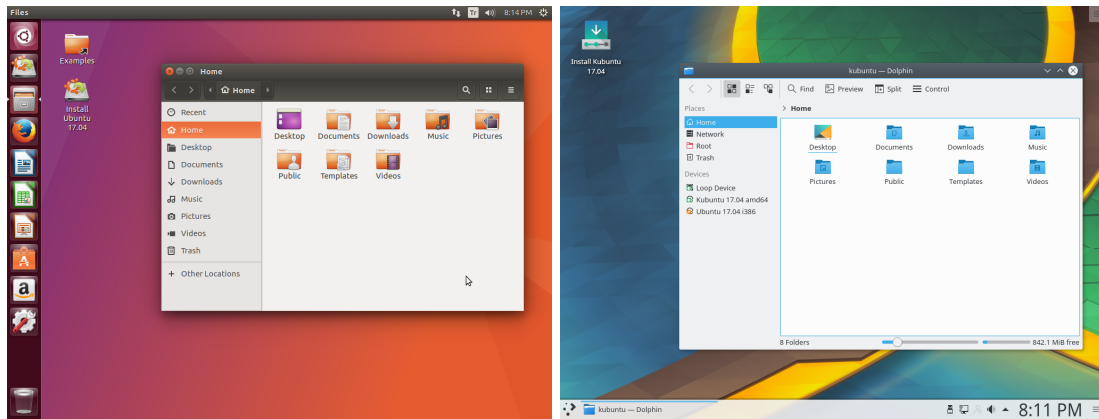 Files
Tr
8:14 PM
Examples
Install
Ubuntu
17.04
Home
Home
Recent
Home
Desktop
Documents
Downloads
Music
Pictures
Videos
Trash
+ Other Locations
Desktop Documents Downloads Music Pictures
Public Templates Videos
a
Install Kubuntu
17.04
kubuntu — Dolphin
Find Preview Split Control
Places
Home
Network
Root
Trash
Devices
Loop Device
Kubuntu 17.04 amd64
Ubuntu 17.04 i386
> Home
Desktop Documents Downloads Music
Pictures Public Templates Videos
8 Folders
842.1 MiB free
kubuntu — Dolphin
8:11 PM